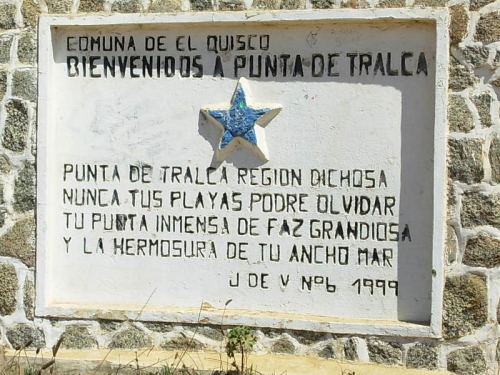 COMUNA DE EL QUISCO
BIENVENIDOS A PUNTA DE TRALCA
PUNTA DE TRALCA REGION DICHOSA
NUNCA TUS PLAYAS PODRE OLVIDAR
TU PUNTA INMENSA DE FAZ GRANDIOSA
Y LA HERMOSURA DE TU ANCHO MAR
J DE V Nº6 1999